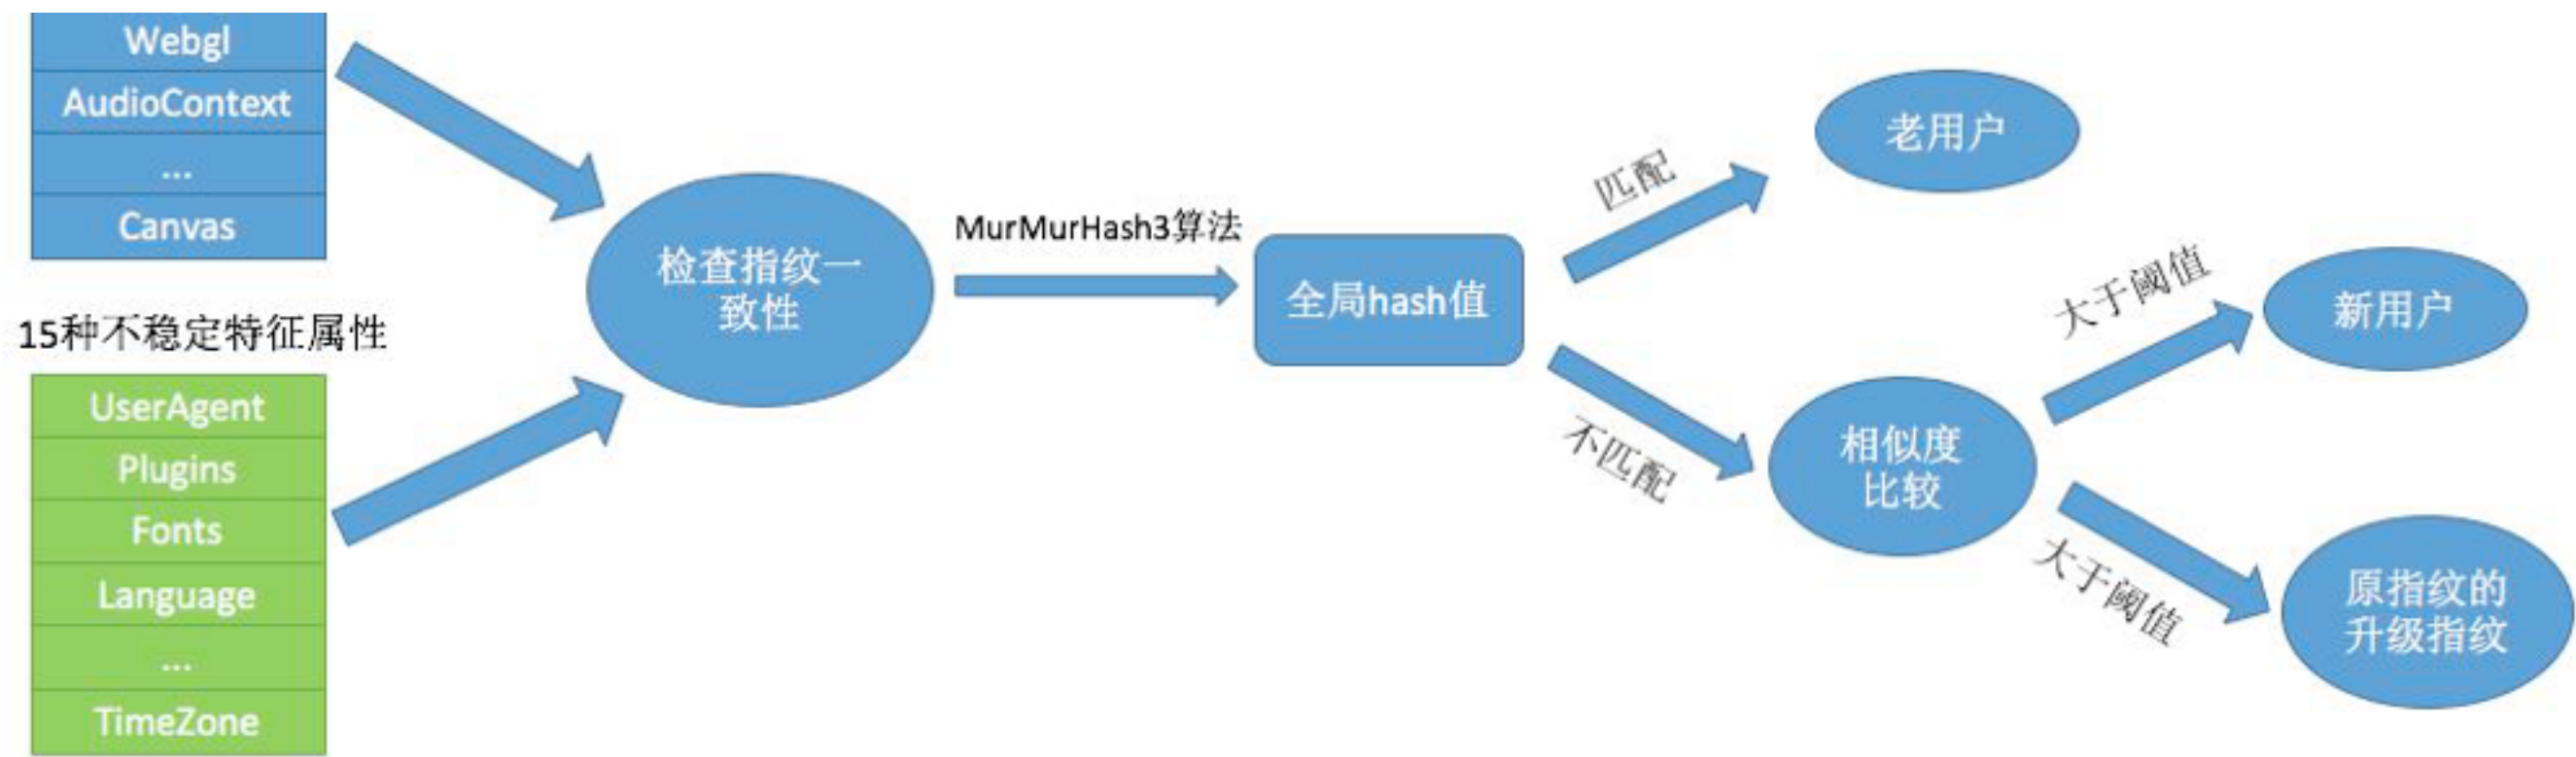 Webgl
AudioContext
...
Canvas
15种不稳定特征属性
UserAgent
Plugins
Fonts
Language
...
TimeZone
检查指纹一
致性
MurMurHash3算法
全局hash值
匹配
老用户
不匹配
相似度
比较
大于阈值
新用户
大于阈值
原指纹的
升级指纹